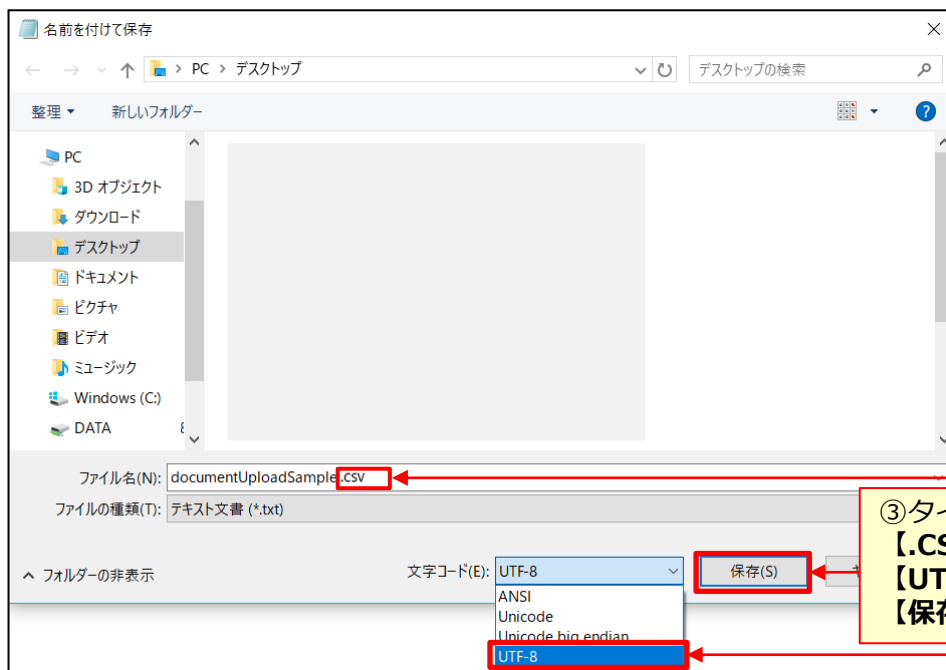 名前を付けて保存
PC > デスクトップ
デスクトップの検索
整理
新しいフォルダー
PC
3D オブジェクト
ダウンロード
デスクトップ
ドキュメント
ピクチャ
ビデオ
ミュージック
Windows (C:)
DATA
ファイル名(N): documentUploadSample.csv
ファイルの種類(T): テキスト文書 (*.txt)
フォルダーの非表示
文字コード(E): UTF-8
保存(S)
ANSI
Unicode
Unicode big endian
UTF-8
③タイ
【.CS
【UT
【保存